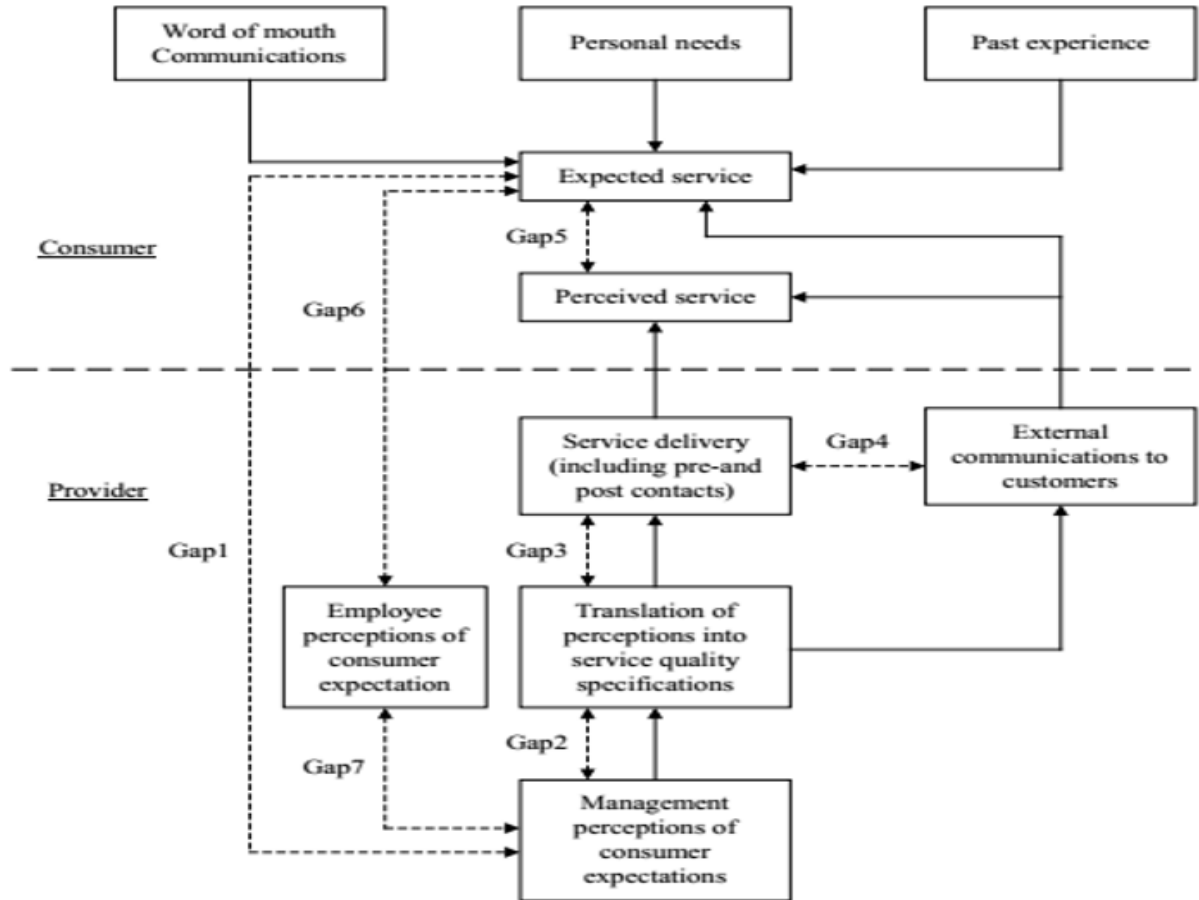 Word of mouth
Communications
Personal needs
Past experience
Expected service
Gap5
Consumer
Perceived service
Gap6
Service delivery
(including pre-and
post contacts)
Gap4
External
communications to
customers
Provider
Gap1
Gap3
Employee
perceptions of
consumer
expectation
Translation of
perceptions into
service quality
specifications
Gap2
Gap7
Management
perceptions of
consumer
expectations